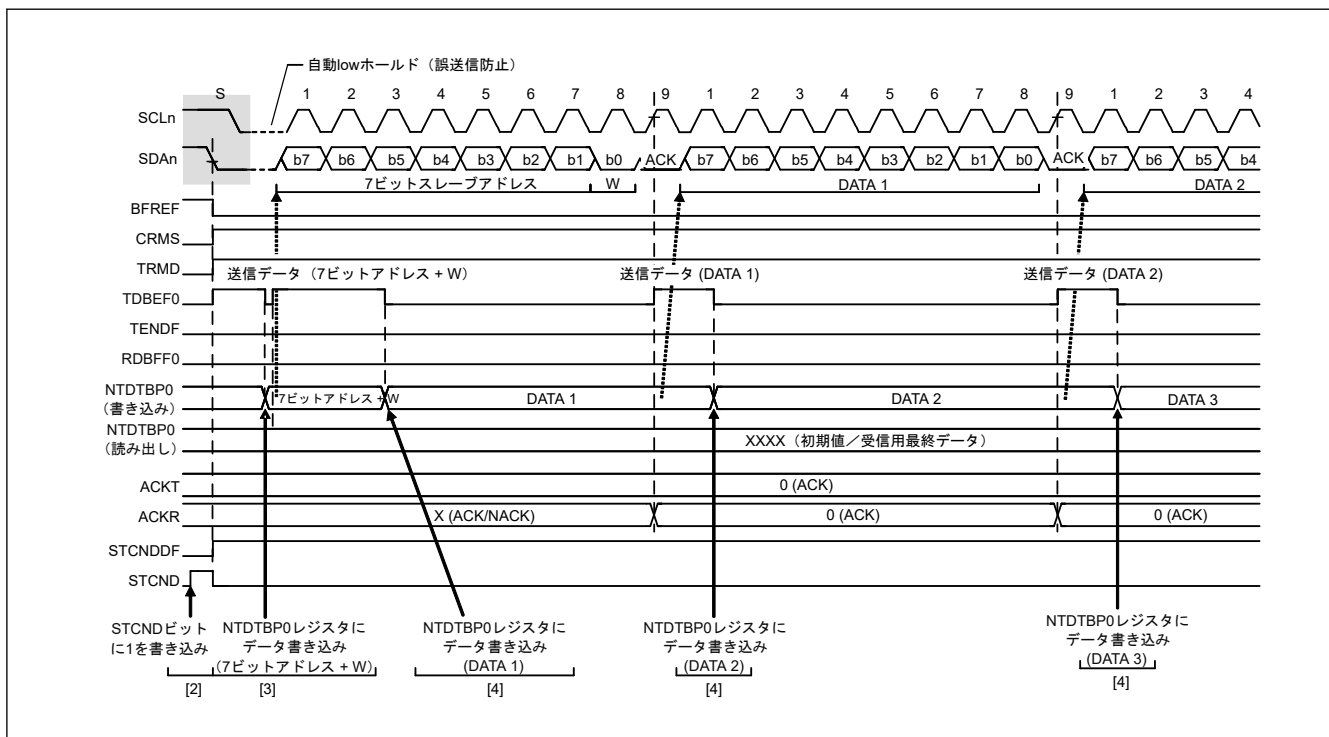 自動lowホールド（誤送信防止）
S 1 2 3 4 5 6 7 8 9 1 2 3 4 5 6 7 8 9 1 2 3 4
SCLn
SDAn b7 b6 b5 b4 b3 b2 b1 b0 ACK b7 b6 b5 b4 b3 b2 b1 b0 ACK b7 b6 b5 b4
7ビットスレーブアドレス W DATA 1 DATA 2
BFREF
CRMS
TRMD
送信データ（7ビットアドレス + W） 送信データ (DATA 1) 送信データ (DATA 2)
TDBEF0
TENDF
RDBFF0
NTDTBP0
（書き込み）
7ビットアドレス + W DATA 1 DATA 2 DATA 3
NTDTBP0
（読み出し）
XXXX（初期値／受信用最終データ）
ACKT 0 (ACK)
ACKR X (ACK/NACK) 0 (ACK) 0 (ACK)
STCNDDF
STCND
STCNDビット
に1を書き込み
[2]
NTDTBP0レジスタに
データ書き込み
（7ビットアドレス + W）
[3]
NTDTBP0レジスタに
データ書き込み
(DATA 1)
[4]
NTDTBP0レジスタに
データ書き込み
(DATA 2)
[4]
NTDTBP0レジスタに
データ書き込み
(DATA 3)
[4]